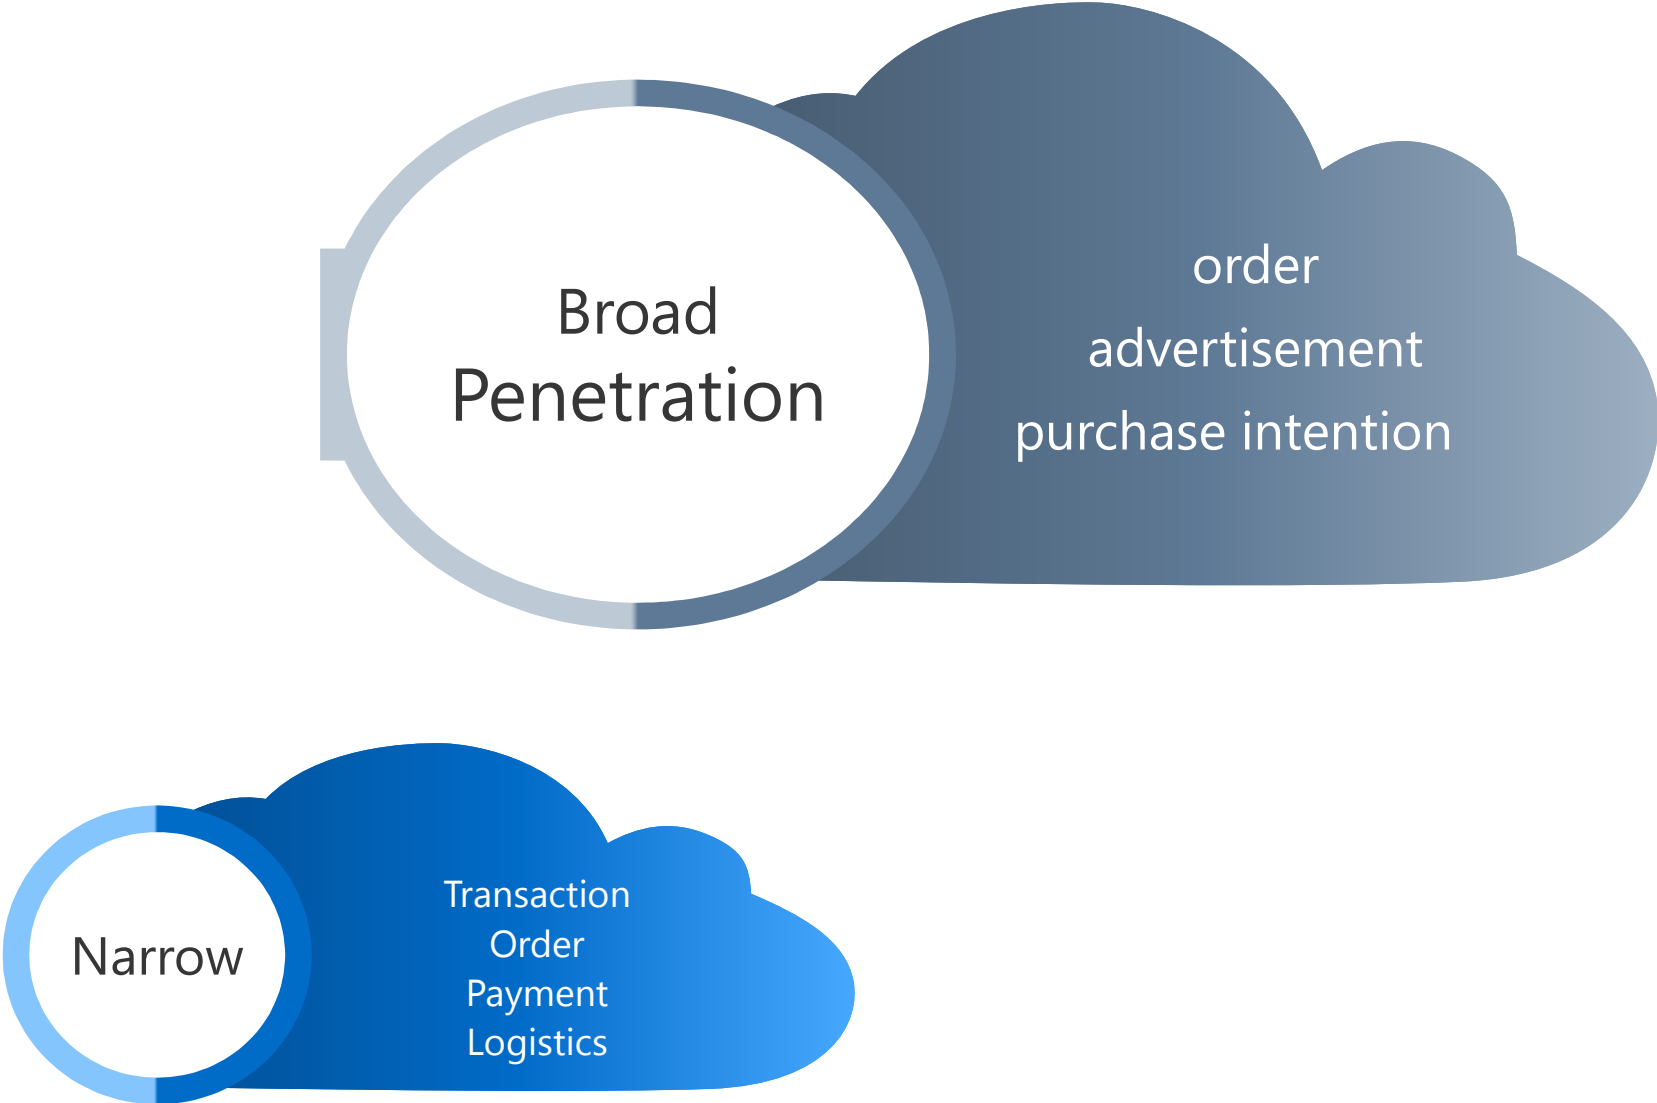 Broad
Penetration
order
advertisement
purchase intention
Narrow
Transaction
Order
Payment
Logistics